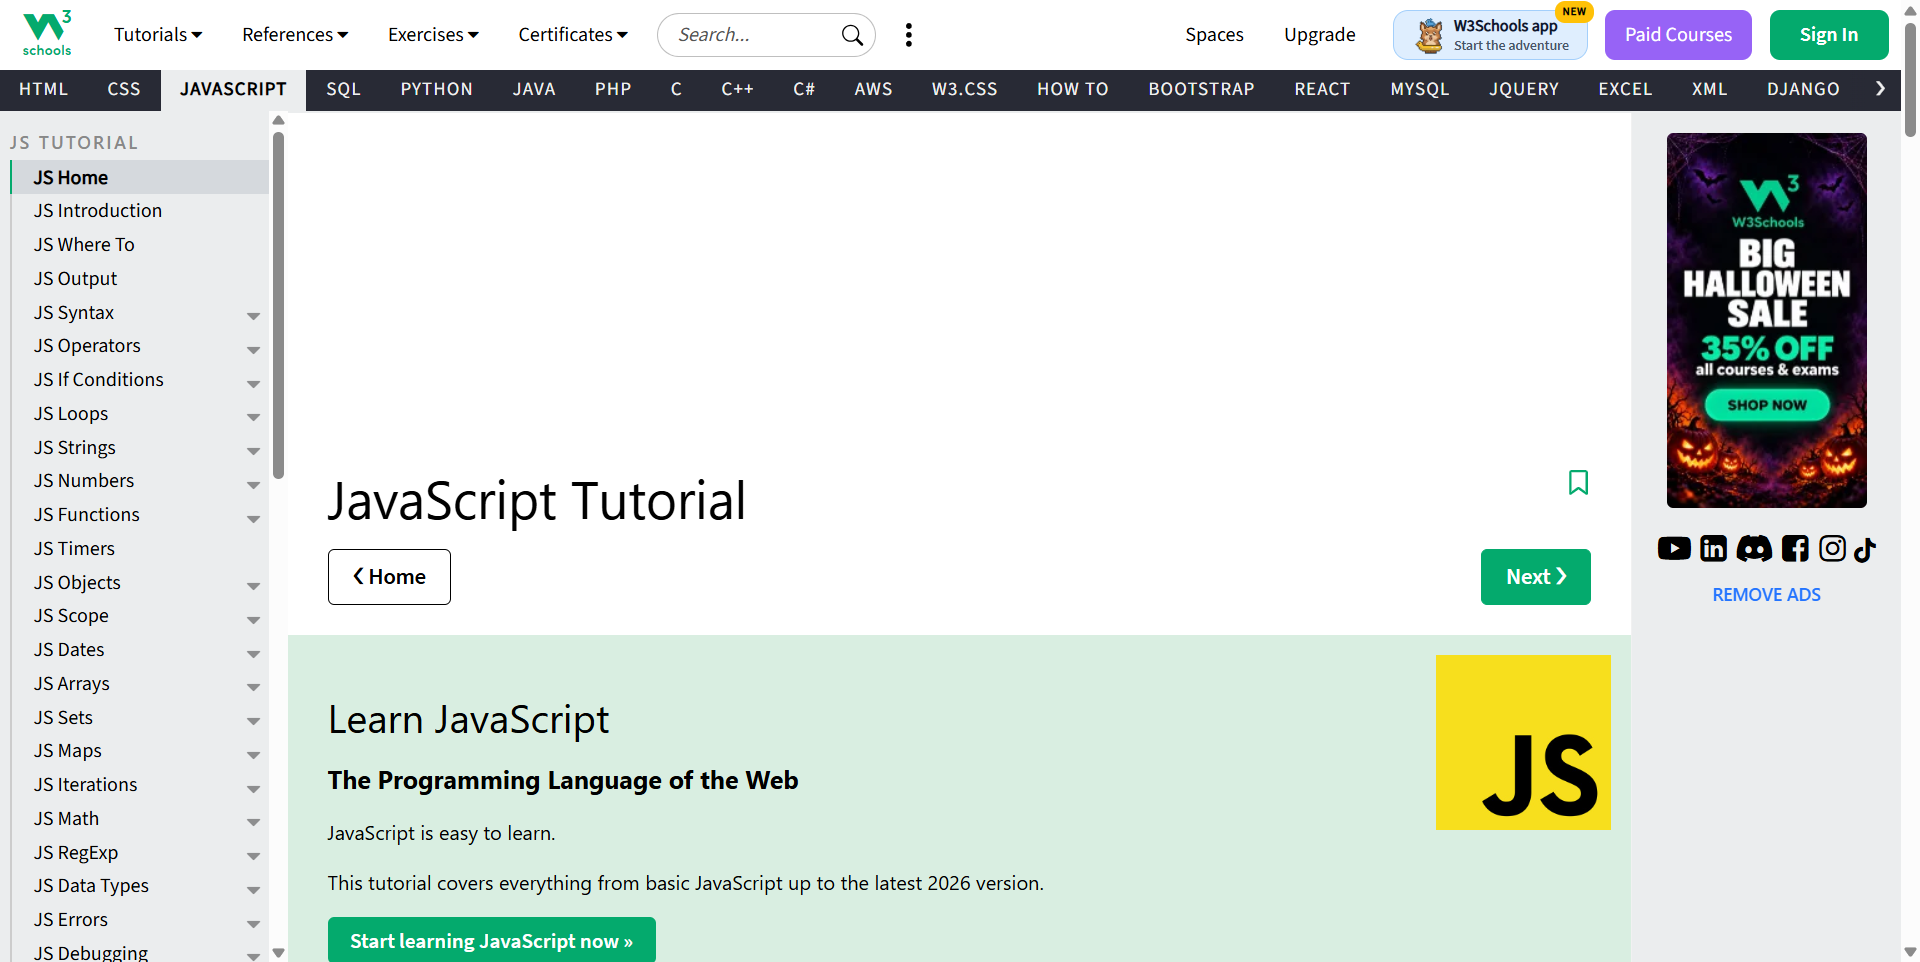 3
schools
Tutorials
References
Exercises
Certificates
Search...
Spaces
Upgrade
W3Schools app
Start the adventure
NEW
Paid Courses
Sign In
HTML
CSS
JAVASCRIPT
SQL
PYTHON
JAVA
PHP
C
C++
C#
AWS
W3.CSS
HOW TO
BOOTSTRAP
REACT
MYSQL
JQUERY
EXCEL
XML
DJANGO
❯
JS TUTORIAL
JS Home
JS Introduction
JS Where To
JS Output
JS Syntax
JS Operators
JS If Conditions
JS Loops
JS Strings
JS Numbers
JS Functions
JS Timers
JS Objects
JS Scope
JS Dates
JS Arrays
JS Sets
JS Maps
JS Iterations
JS Math
JS RegExp
JS Data Types
JS Errors
JS Debugging
JavaScript Tutorial
❮ Home
Next ❯
Learn JavaScript
The Programming Language of the Web
JavaScript is easy to learn.
This tutorial covers everything from basic JavaScript up to the latest 2026 version.
Start learning JavaScript now »
JS
3
W3Schools
BIG
HALLOWEEN
SALE
35% OFF
all courses & exams
SHOP NOW
in
REMOVE ADS